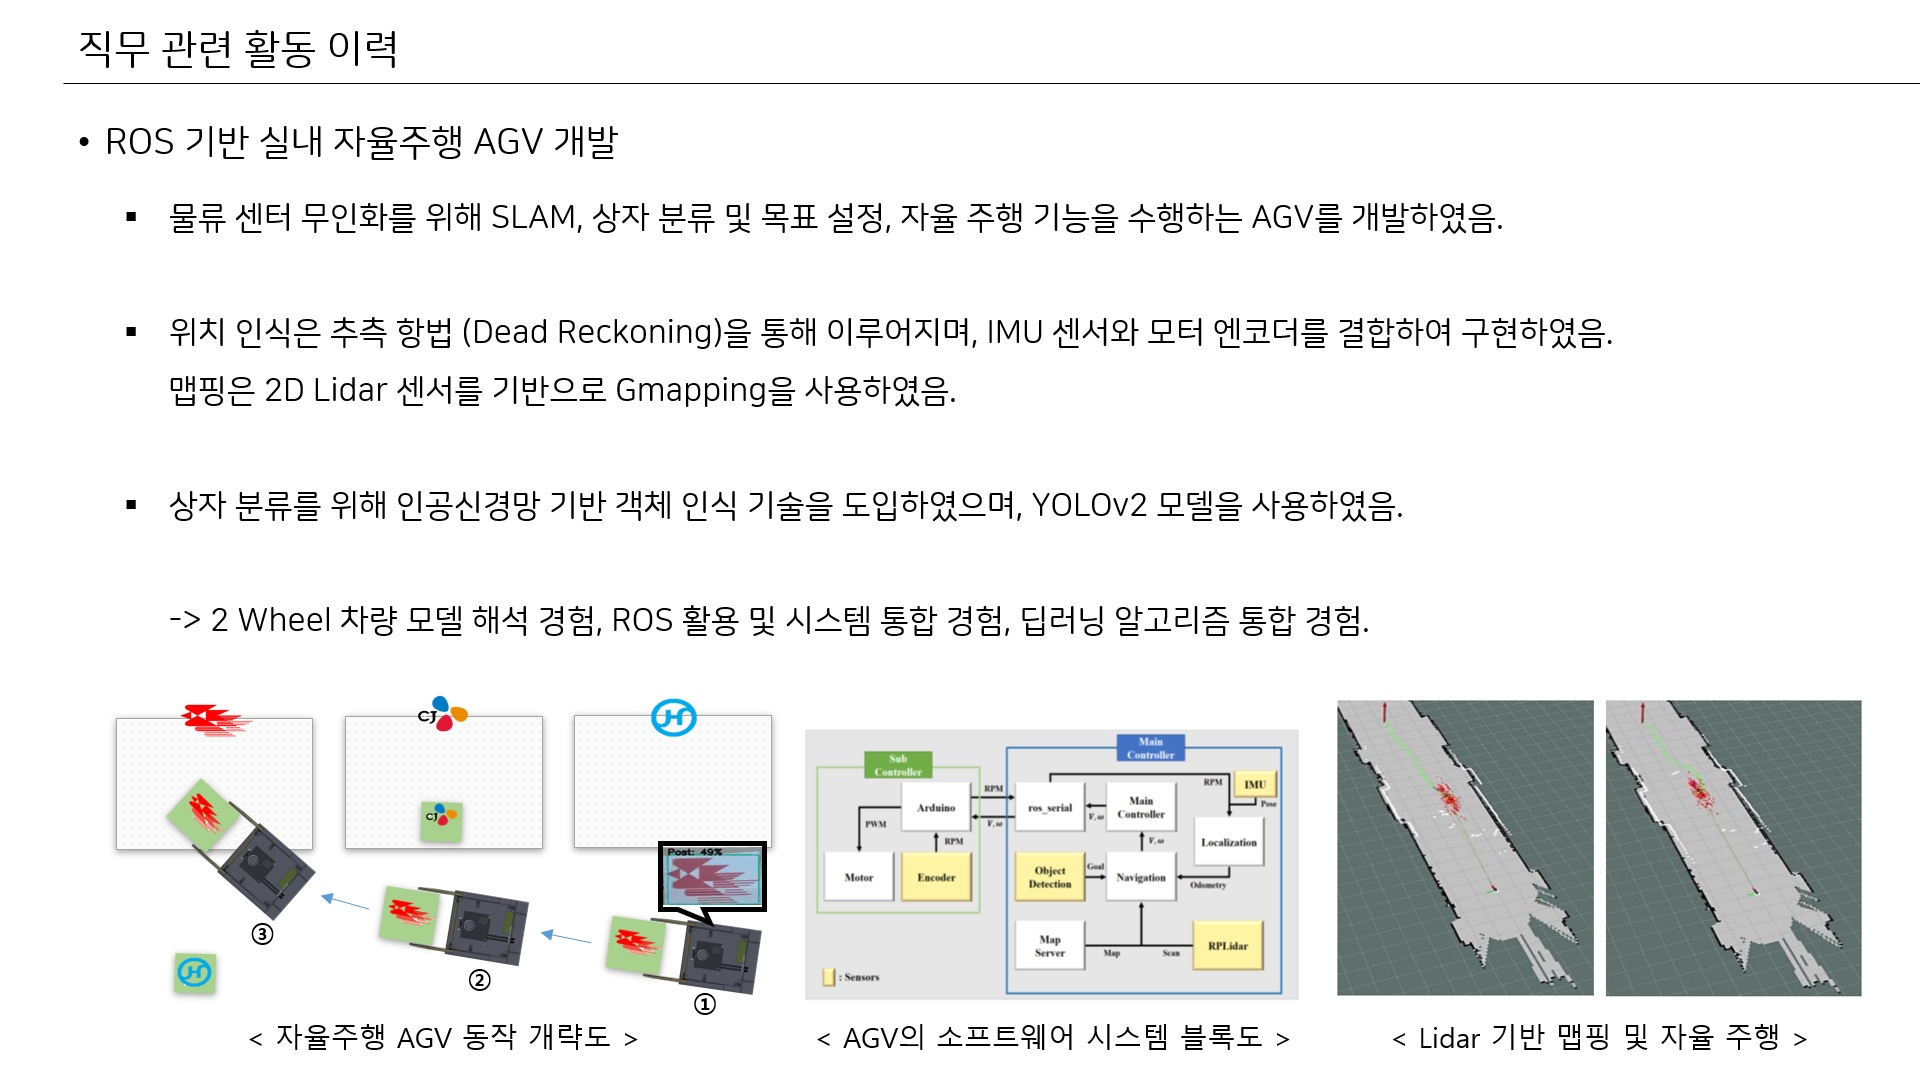 직무 관련 활동 이력
• ROS 기반 실내 자율주행 AGV 개발
▪ 물류 센터 무인화를 위해 SLAM, 상자 분류 및 목표 설정, 자율 주행 기능을 수행하는 AGV를 개발하였음.
▪ 위치 인식은 추측 항법 (Dead Reckoning)을 통해 이루어지며, IMU 센서와 모터 엔코더를 결합하여 구현하였음.
맵핑은 2D Lidar 센서를 기반으로 Gmapping을 사용하였음.
▪ 상자 분류를 위해 인공신경망 기반 객체 인식 기술을 도입하였으며, YOLOv2 모델을 사용하였음.
-> 2 Wheel 차량 모델 해석 경험, ROS 활용 및 시스템 통합 경험, 딥러닝 알고리즘 통합 경험.
CJ
CJ
Post: 49%
③
②
①
< 자율주행 AGV 동작 개략도 >
Sub
Controller
Main
Controller
Arduino
RPM
V, ω
PWM
RPM
Motor
Encoder
ros_serial
V, ω
Main
Controller
RPM
IMU
Pose
V, ω
Localization
Object
Detection
Goal
Navigation
Odometry
Map
Server
Map
Scan
RPLidar
: Sensors
< AGV의 소프트웨어 시스템 블록도 >
< Lidar 기반 맵핑 및 자율 주행 >